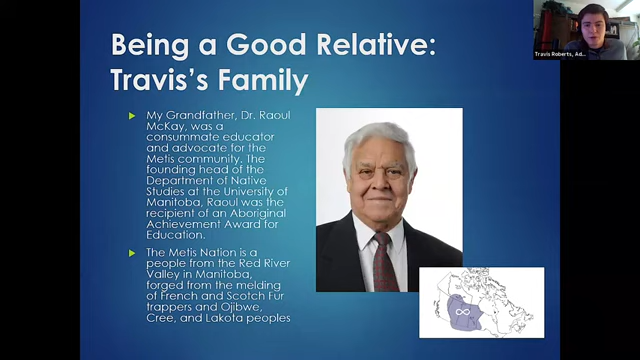 Being a Good Relative:
Travis's Family
My Grandfather, Dr. Raoul
McKay, was a
consummate educator
and advocate for the
Metis community. The
founding head of the
Department of Native
Studies at the University of
Manitoba, Raoul was the
recipient of an Aboriginal
Achievement Award for
Education.
The Metis Nation is a
people from the Red River
Valley in Manitoba,
forged from the melding
of French and Scotch Fur
trappers and Ojibwe,
Cree, and Lakota peoples
Travis Roberts, Ad...